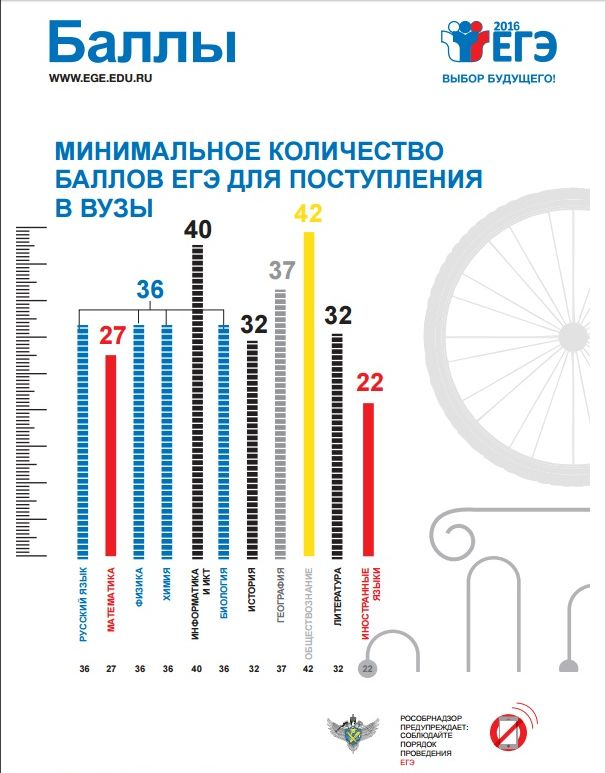 Баллы
WWW.EGE.EDU.RU
2016
ЕГЭ
ВЫБОР БУДУЩЕГО!
МИНИМАЛЬНОЕ КОЛИЧЕСТВО
БАЛЛОВ ЕГЭ ДЛЯ ПОСТУПЛЕНИЯ
В ВУЗЫ
36
27
40
32
37
42
32
22
РУССКИЙ ЯЗЫК
МАТЕМАТИКА
ФИЗИКА
ХИМИЯ
ИНФОРМАТИКА
И ИКТ
БИОЛОГИЯ
ИСТОРИЯ
ГЕОГРАФИЯ
ОБЩЕСТВОЗНАНИЕ
ЛИТЕРАТУРА
ИНОСТРАННЫЕ
ЯЗЫКИ
36 27 36 36 40 36 32 37 42 32 22
РОСОБРНАДЗОР
ПРЕДУПРЕЖДАЕТ:
СОБЛЮДАЙТЕ
ПОРЯДОК
ПРОВЕДЕНИЯ
ЕГЭ